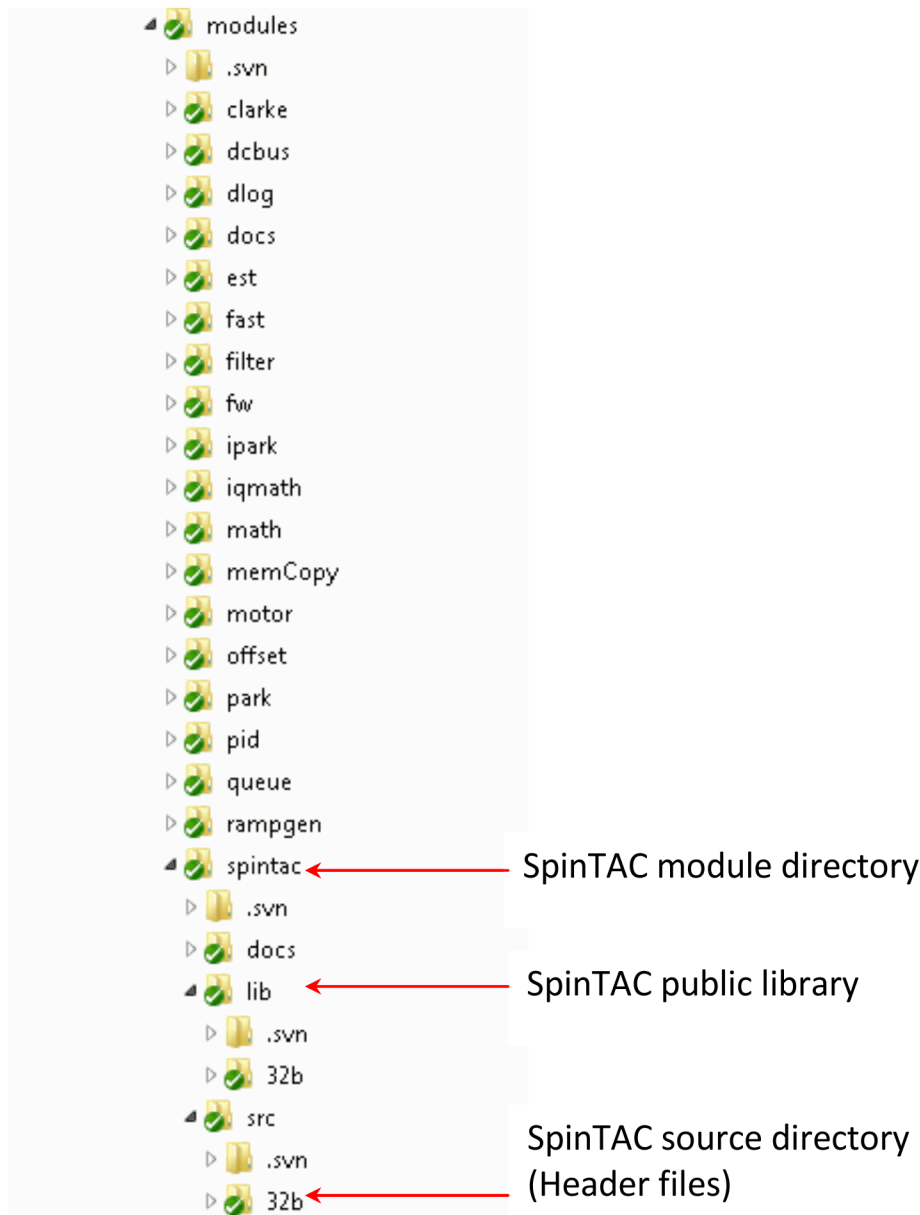 modules
.svn
clarke
dcbus
dlog
docs
est
fast
filter
fw
ipark
iqmath
math
memCopy
motor
offset
park
pid
queue
rampgen
spintac
SpinTAC module directory
.svn
docs
lib
SpinTAC public library
.svn
32b
src
SpinTAC source directory
.svn
(Header files)
32b